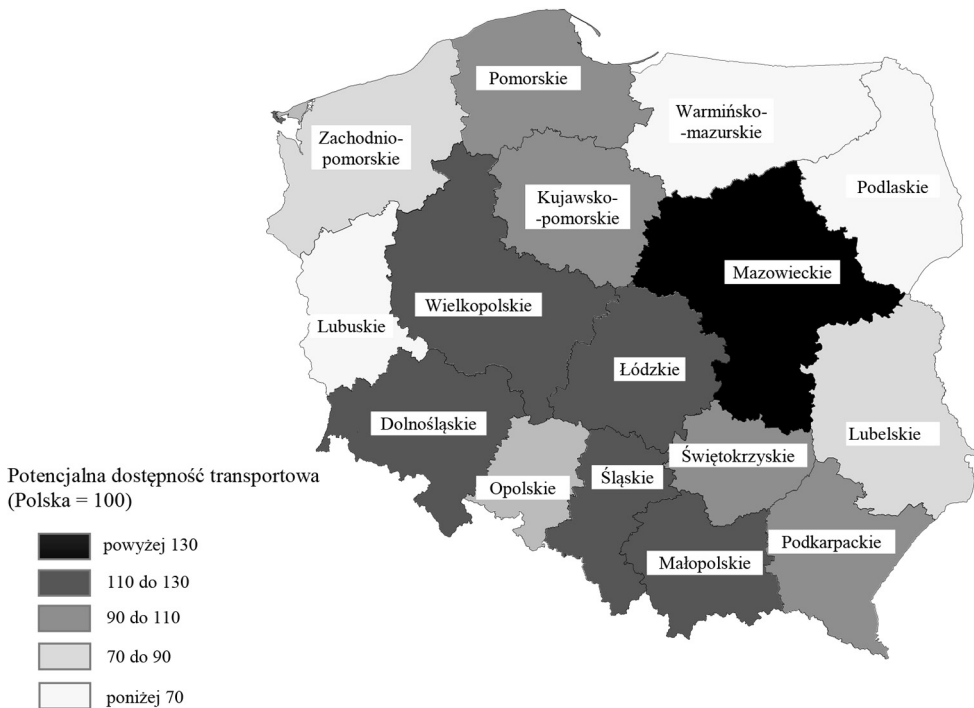 Pomorskie
Warmińsko-
-mazurskie
Zachodnio-
pomorskie
Podlaskie
Kujawsko-
-pomorskie
Mazowieckie
Wielkopolskie
Lubuskie
Łódzkie
Dolnośląskie
Lubelskie
Świętokrzyskie
Śląskie
Opolskie
Podkarpackie
Małopolskie
Potencjalna dostępność transportowa
(Polska = 100)
powyżej 130
110 do 130
90 do 110
70 do 90
poniżej 70